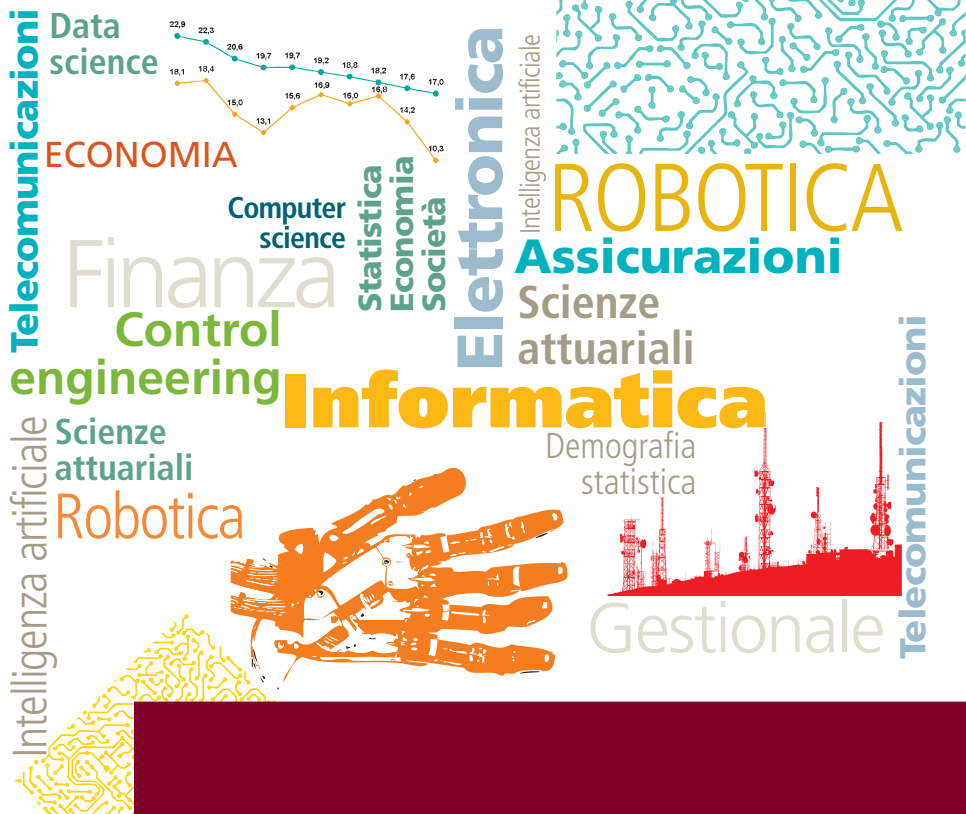 Telecomunicazioni
Data
science
22,9
22,3
20,6
19,7
19,7
19,2
18,8
18,2
17,6
17,0
18,1
18,4
15,0
13,1
15,6
16,9
16,0
16,8
14,2
10,3
ECONOMIA
Computer
science
Statistica
Economia
Società
Elettronica
Intelligenza artificiale
ROBOTICA
Assicurazioni
Finanza
Scienze
attuariali
Control
engineering
Informatica
Demografia
statistica
Telecomunicazioni
Intelligenza artificiale
Scienze
attuariali
Robotica
Gestionale